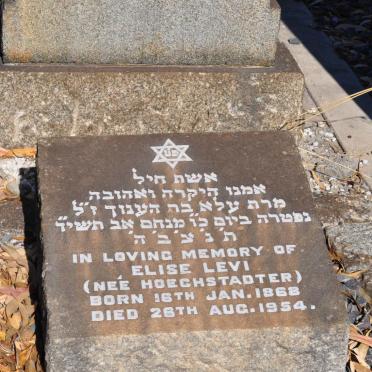 פנ
אשת חיל
אמנו היקרה ואהובה
מרת עלא בת הענוך ז"ל
נפטרה ביום כ"ז מנחם אב תשי"ד
ת' נ' צ' ב' ה'
IN LOVING MEMORY OF
ELISE LEVI
(NÉE HOECHSTADTER)
BORN 16TH JAN. 1868
DIED 26TH AUG. 1954.